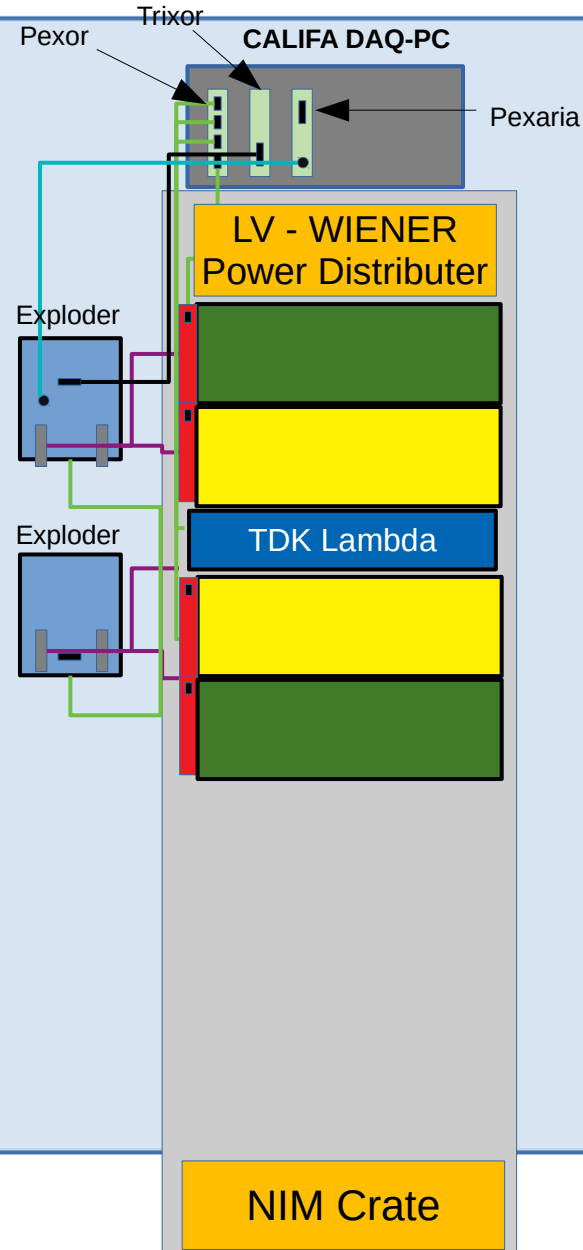 Trixor
Pexor
CALIFA DAQ-PC
Pexaria
LV - WIENER
Power Distributer
Exploder
Exploder
TDK Lambda
NIM Crate